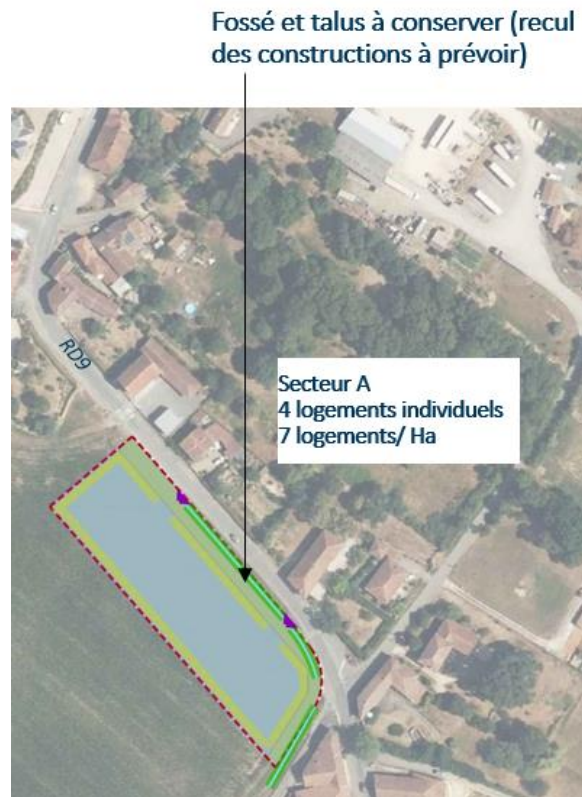 Fossé et talus à conserver (recul
des constructions à prévoir)
RD9
Secteur A
4 logements individuels
7 logements/ Ha